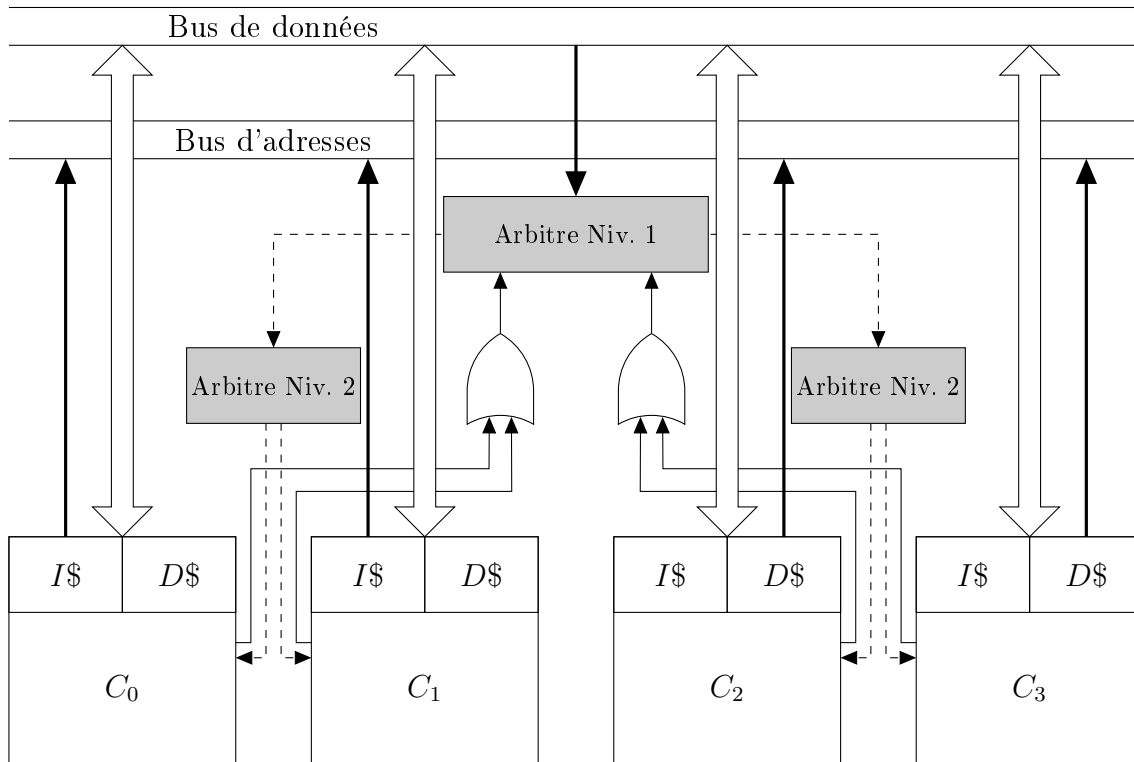 Bus de données
Bus d'adresses
Arbitre Niv. 1
Arbitre Niv. 2
Arbitre Niv. 2
I$ D$ I$ D$ I$ D$ I$ D$
C0 C1 C2 C3